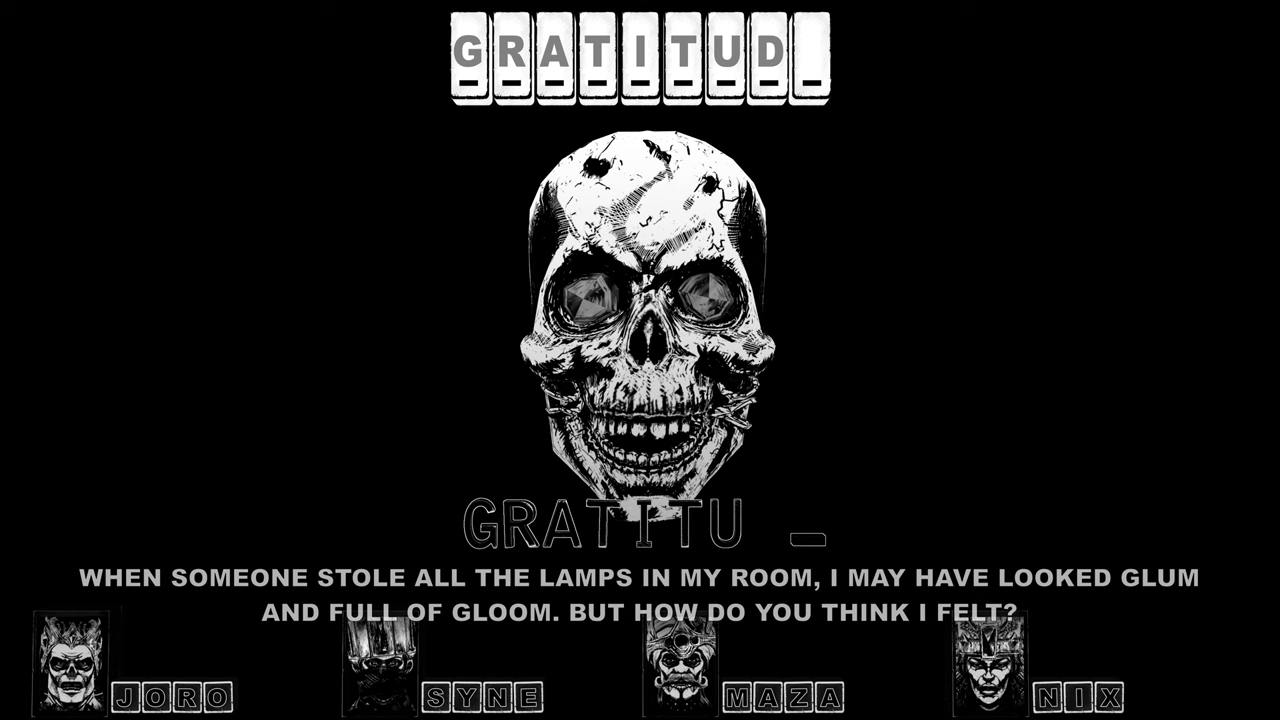 GRATITUD_
GRATITU _
WHEN SOMEONE STOLE ALL THE LAMPS IN MY ROOM, I MAY HAVE LOOKED GLUM
AND FULL OF GLOOM. BUT HOW DO YOU THINK I FELT?
JORO
SYNE
MAZA
NIX